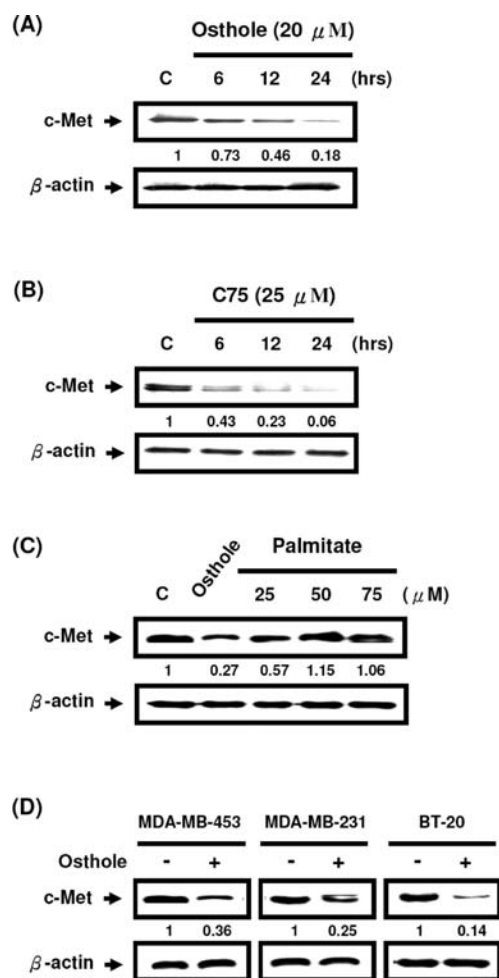 (A)
Osthole (20 μM)
C 6 12 24 (hrs)
c-Met
1 0.73 0.46 0.18
β-actin
(B)
C75 (25 μM)
C 6 12 24 (hrs)
c-Met
1 0.43 0.23 0.06
β-actin
(C)
Palmitate
C Osthole 25 50 75 (μM)
c-Met
1 0.27 0.57 1.15 1.06
β-actin
(D)
MDA-MB-453 MDA-MB-231 BT-20
Osthole - + - + - +
c-Met
1 0.36 1 0.25 1 0.14
β-actin